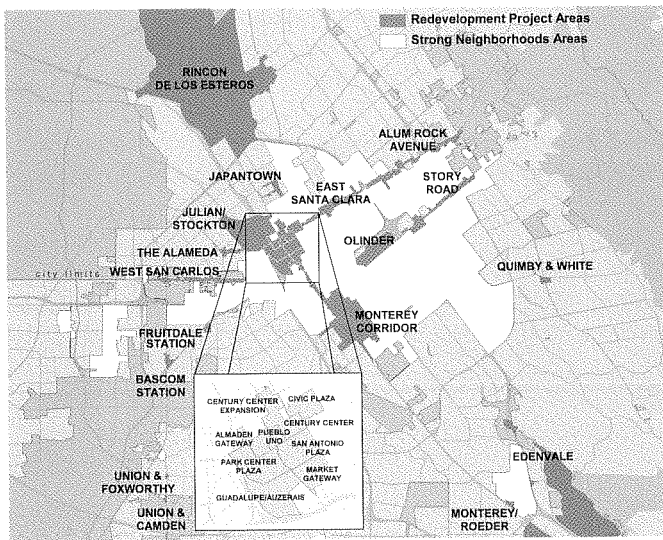 Redevelopment Project Areas
Strong Neighborhoods Areas
RINCON
DE LOS ESTEROS
ALUM ROCK
AVENUE
JAPANTOWN
EAST
SANTA CLARA
STORY
ROAD
JULIAN/
STOCKTON
THE ALAMEDA
OLINDER
city limits
WEST SAN CARLOS
QUIMBY & WHITE
FRUITDALE
STATION
MONTEREY
CORRIDOR
BASCOM
STATION
CENTURY CENTER
EXPANSION
CIVIC PLAZA
CENTURY CENTER
ALMADEN
GATEWAY
PUEBLO
UNO
SAN ANTONIO
PLAZA
PARK CENTER
PLAZA
MARKET
GATEWAY
GUADALUPE/AUZERAIS
UNION &
FOXWORTHY
UNION &
CAMDEN
EDENVALE
MONTEREY/
ROEDER